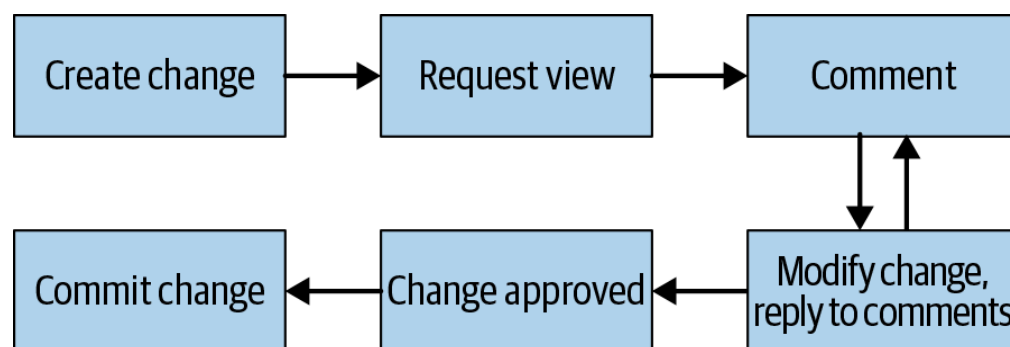 Create change
Request view
Comment
Modify change,
reply to comments
Change approved
Commit change